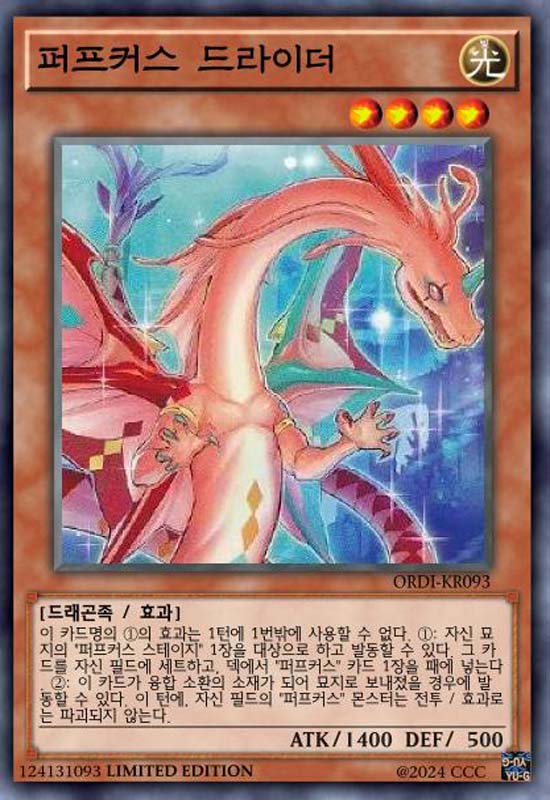 퍼프커스 드라이더
光
ORDI-KR093
[드래곤족 / 효과]
이 카드명의 ①의 효과는 1턴에 1번밖에 사용할 수 없다. ①: 자신 묘
지의 "퍼프커스 스테이지" 1장을 대상으로 하고 발동할 수 있다. 그 카
드를 자신 필드에 세트하고, 덱에서 "퍼프커스" 카드 1장을 패에 넣는다
. ②: 이 카드가 융합 소환의 소재가 되어 묘지로 보내졌을 경우에 발
동할 수 있다. 이 턴에, 자신 필드의 "퍼프커스" 몬스터는 전투 / 효과로
는 파괴되지 않는다.
ATK/1400 DEF/ 500
124131093 LIMITED EDITION
@2024 CCC